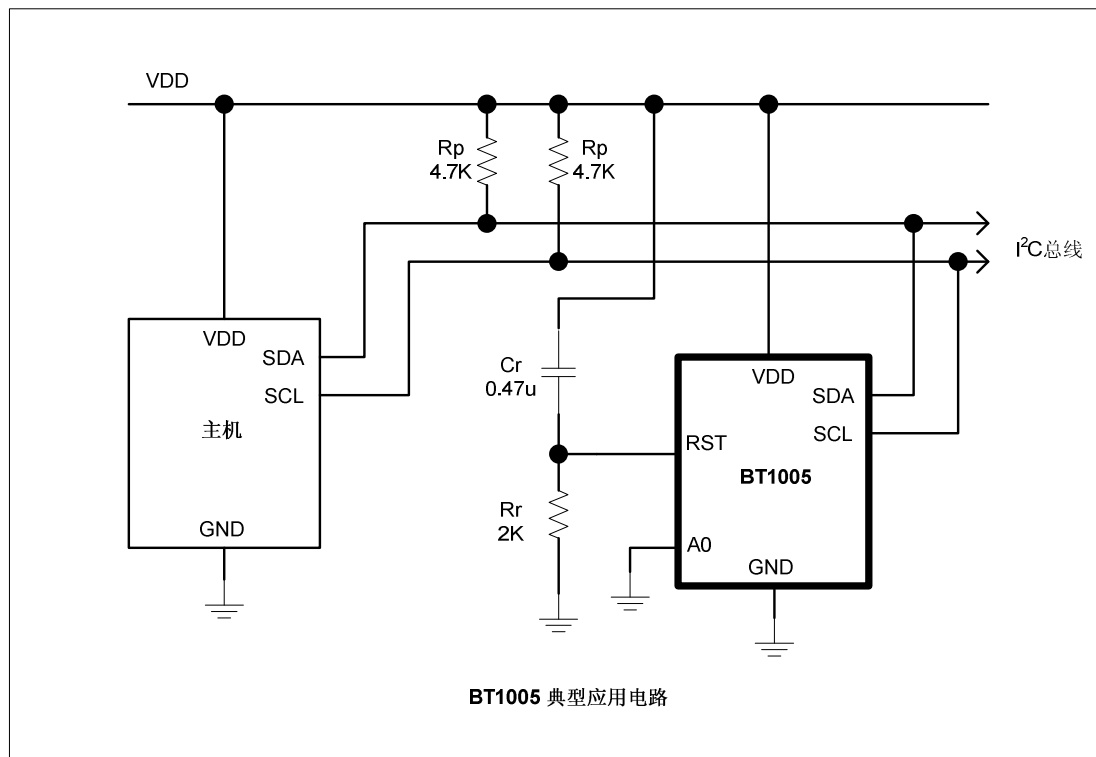 VDD
Rp
4.7K
Rp
4.7K
I²C总线
VDD
SDA
SCL
主机
GND
Cr
0.47u
Rr
2K
VDD
SDA
SCL
RST
BT1005
A0
GND
BT1005 典型应用电路